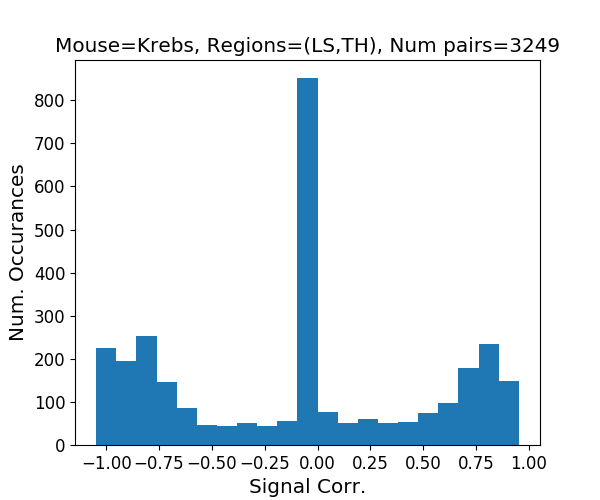 Mouse=Krebs, Regions=(LS,TH), Num pairs=3249
800
700
600
500
400
300
200
100
0
Num. Occurances
−1.00 −0.75 −0.50 −0.25 0.00 0.25 0.50 0.75 1.00
Signal Corr.